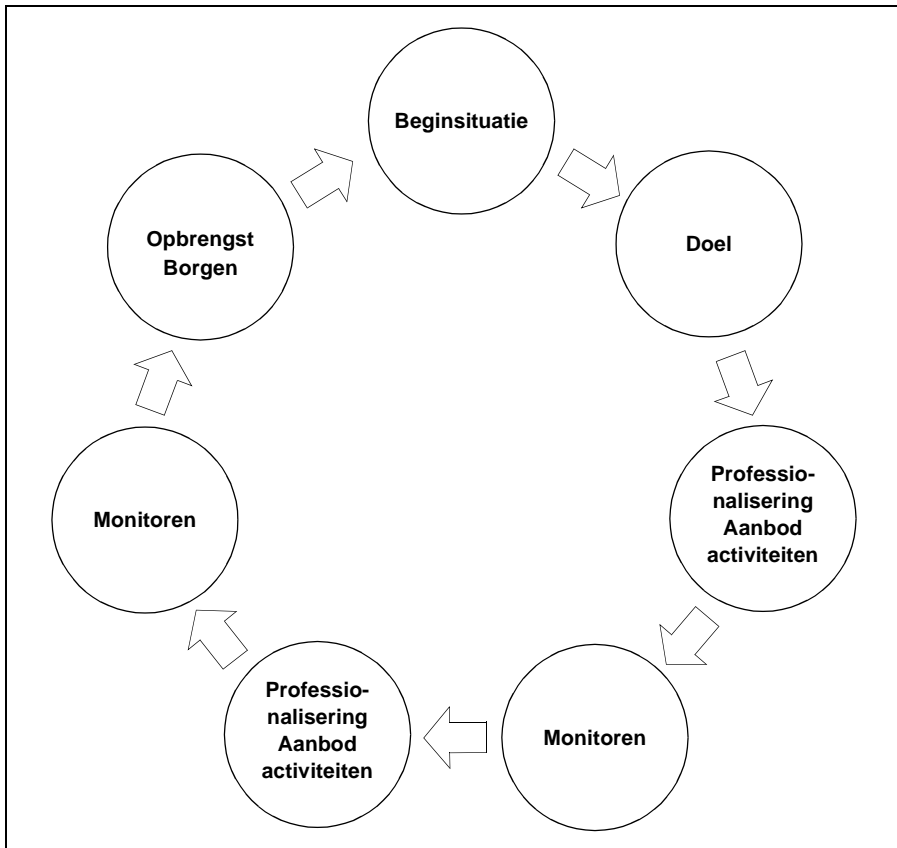 Beginsituatie
Doel
Professio-
nalisering
Aanbod
activiteiten
Monitoren
Professio-
nalisering
Aanbod
activiteiten
Monitoren
Opbrengst
Borgen